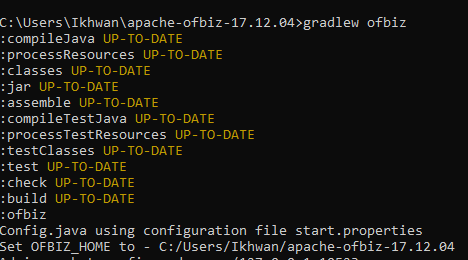 C:\Users\Ikhwan\apache-ofbiz-17.12.04>gradlew ofbiz
:compileJava UP-TO-DATE
:processResources UP-TO-DATE
:classes UP-TO-DATE
:jar UP-TO-DATE
:assemble UP-TO-DATE
:compileTestJava UP-TO-DATE
:processTestResources UP-TO-DATE
:testClasses UP-TO-DATE
:test UP-TO-DATE
:check UP-TO-DATE
:build UP-TO-DATE
:ofbiz
Config.java using configuration file start.properties
Set OFBIZ_HOME to - C:/Users/Ikhwan/apache-ofbiz-17.12.04